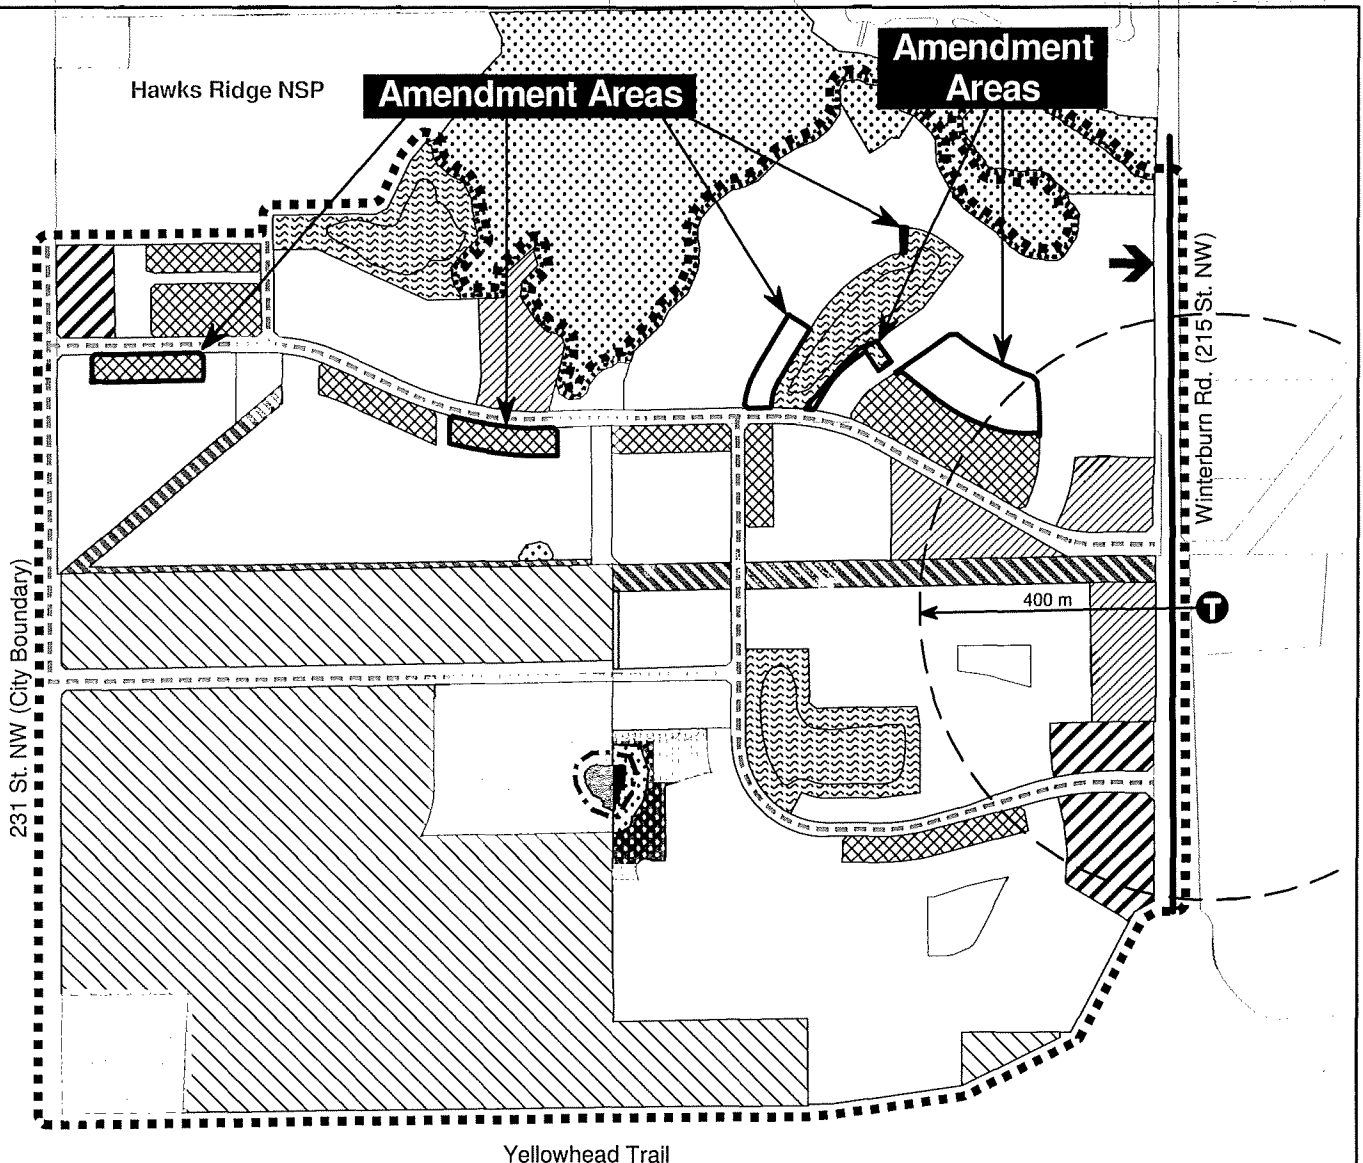 Amendment
Areas
Hawks Ridge NSP
Amendment Areas
Winterburn Rd. (215 St. NW)
400 m
T
231 St. NW (City Boundary)
Yellowhead Trail